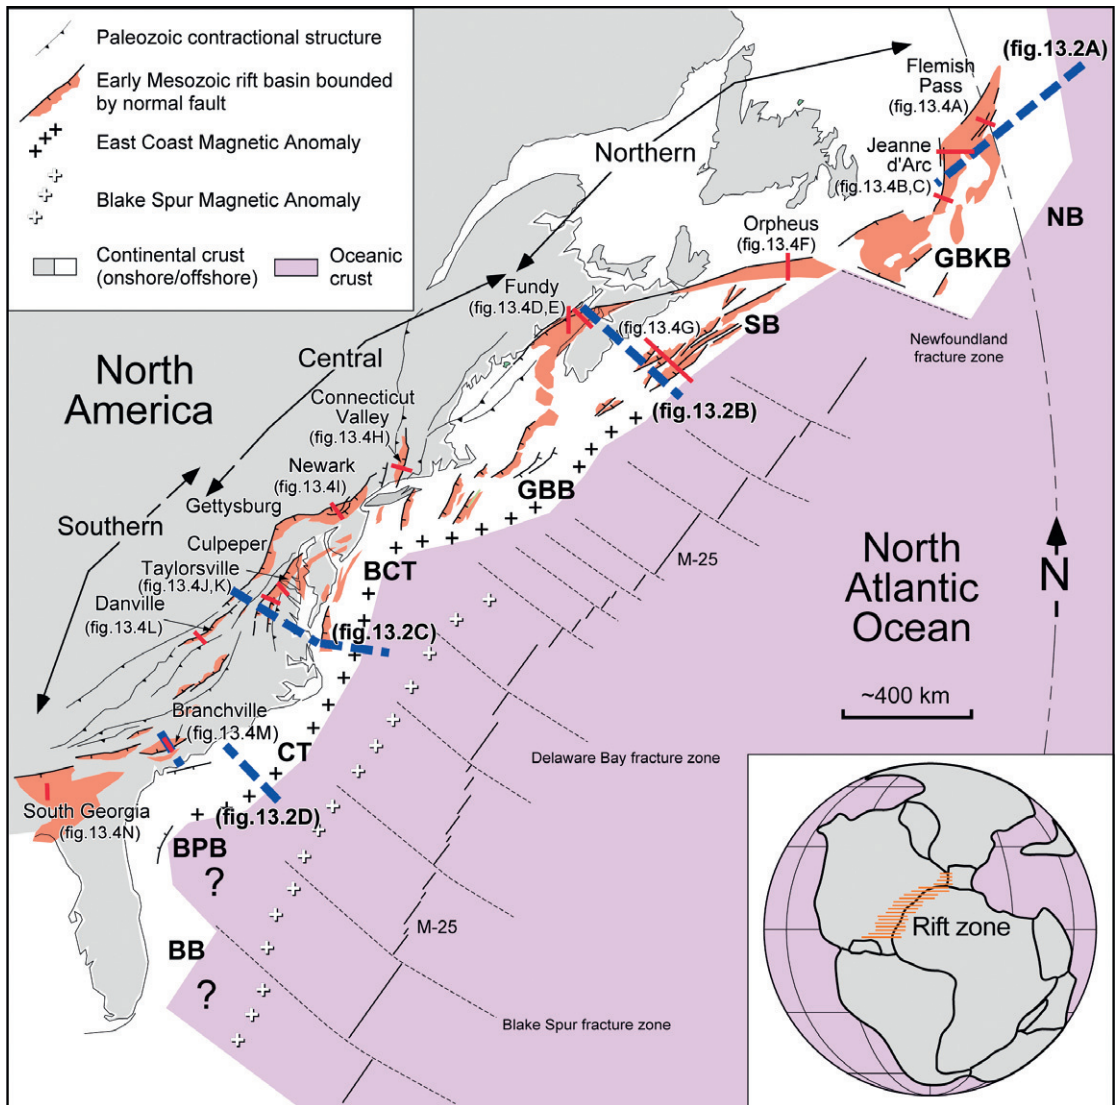 Paleozoic contractional structure
Early Mesozoic rift basin bounded
by normal fault
East Coast Magnetic Anomaly
Blake Spur Magnetic Anomaly
Continental crust
(onshore/offshore)
Oceanic
crust
(fig.13.2A)
Flemish
Pass
(fig.13.4A)
Northern
Jeanne
d'Arc
(fig.13.4B,C)
NB
Orpheus
(fig.13.4F)
GBKB
Fundy
(fig.13.4D,E)
(fig.13.4G)
SB
Newfoundland
fracture zone
Central
North
America
(fig.13.2B)
Connecticut
Valley
(fig.13.4H)
Newark
(fig.13.4I)
GBB
Gettysburg
Southern
Culpeper
Taylorsville
(fig.13.4J,K)
BCT
M-25
North
Atlantic
Ocean
N
Danville
(fig.13.4L)
(fig.13.2C)
~400 km
Branchville
(fig.13.4M)
CT
Delaware Bay fracture zone
South Georgia
(fig.13.4N)
(fig.13.2D)
BPB
?
M-25
BB
?
Blake Spur fracture zone
Rift zone